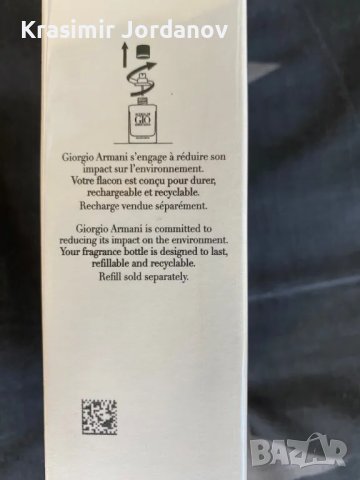 Krasimir Jordanov
GIÒ
Giorgio Armani s'engage à réduire son
impact sur l'environnement.
Votre flacon est conçu pour durer,
rechargeable et recyclable.
Recharge vendue séparément.
Giorgio Armani is committed to
reducing its impact on the environment.
Your fragrance bottle is designed to last,
refillable and recyclable.
Refill sold separately.
BAZAR